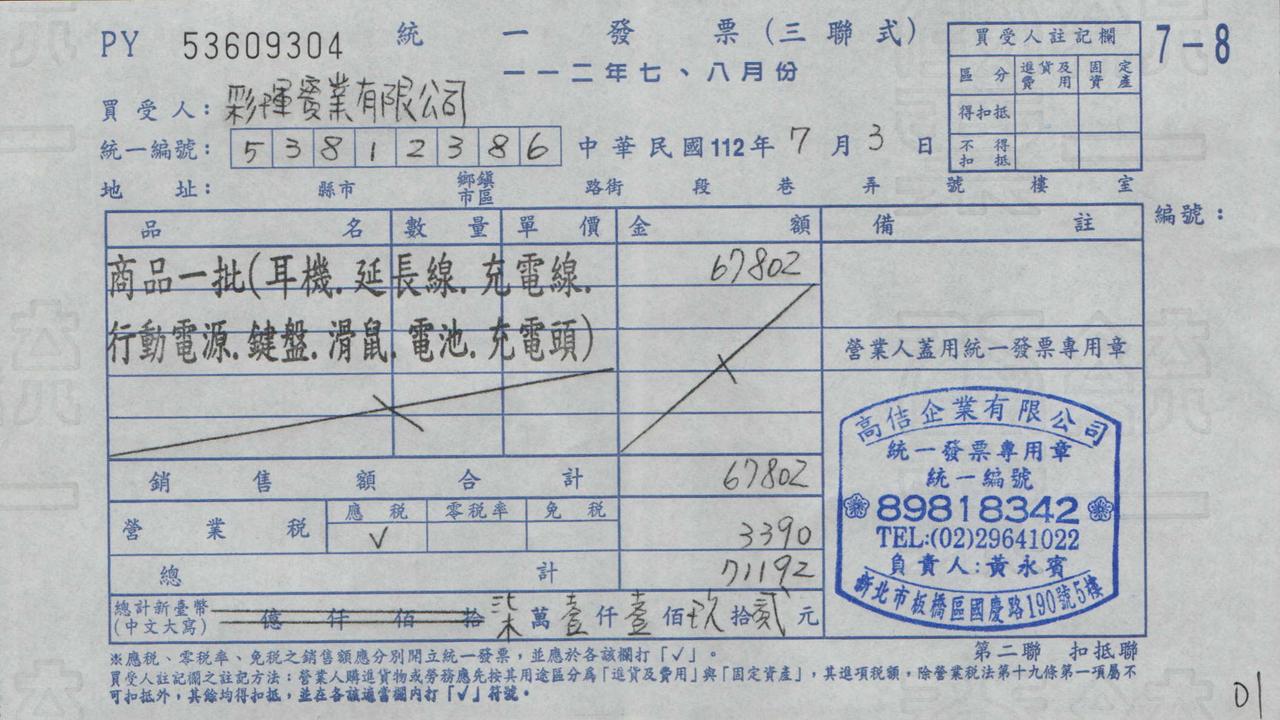 PY 53609304 統一發票(三聯式)
一一二年七、八月份
7-8
買受人註記欄
區分 進貨及費用 固定資產
得扣抵
不得扣抵
買受人: 彩暉實業有限公司
統一編號: 53812386 中華民國112年7月3日
地址: 縣市 鄉鎮市區 路街 段 巷 弄 號 樓 室
編號:
品名 數量 單價 金額 備註
商品一批(耳機.延長線.充電線. 67802
行動電源.鍵盤.滑鼠.電池.充電頭)
營業人蓋用統一發票專用章
高佶企業有限公司
統一發票專用章
統一編號
89818342
TEL:(02)29641022
負責人:黃永賓
新北市板橋區國慶路190號5樓
銷售額合計 67802
營業稅 應稅 零稅率 免稅
√ 3390
總計 71192
總計新臺幣(中文大寫) 億仟佰拾柒萬壹仟壹佰玖拾貳元
第二聯 扣抵聯
※應稅、零稅率、免稅之銷售額應分別開立統一發票,並應於各該欄打「√」。
買受人註記欄之註記方法:營業人購進貨物或勞務應先按其用途區分為「進貨及費用」與「固定資產」,其進項稅額,除營業稅法第十九條第一項屬不
可扣抵外,其餘均得扣抵,並在各該適當欄內打「√」符號。
01